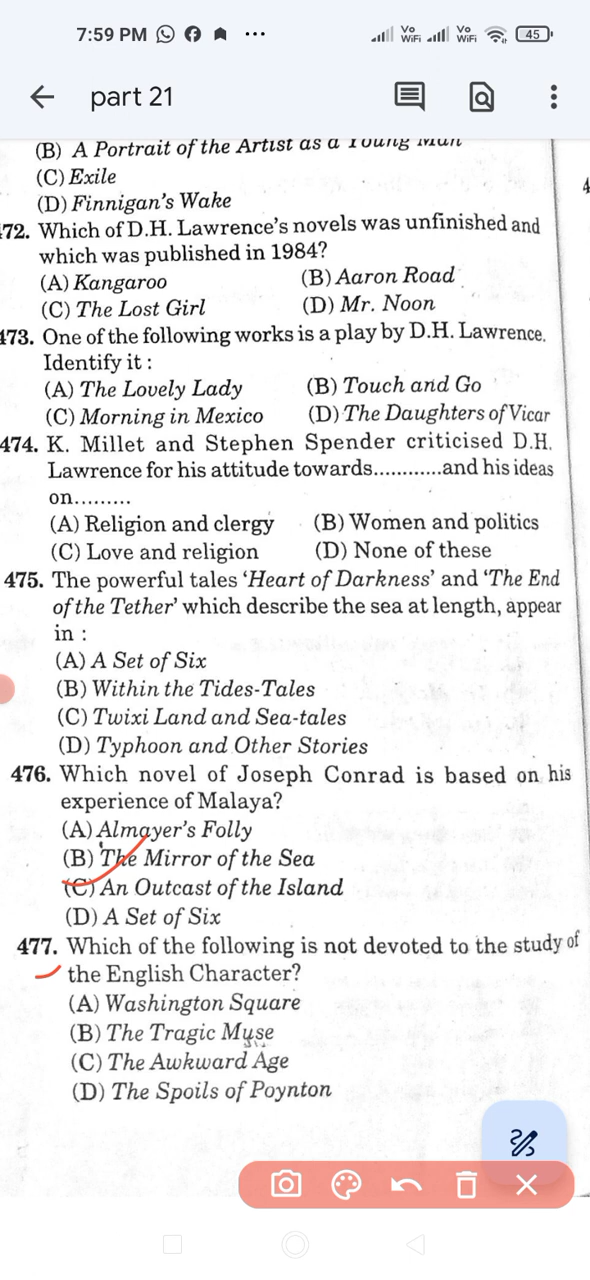 7:59 PM
Vo WiFi Vo WiFi 45
part 21
(B) A Portrait of the Artist as a Young Man
(C) Exile
(D) Finnigan's Wake
472. Which of D.H. Lawrence's novels was unfinished and
which was published in 1984?
(A) Kangaroo (B) Aaron Road
(C) The Lost Girl (D) Mr. Noon
473. One of the following works is a play by D.H. Lawrence.
Identify it :
(A) The Lovely Lady (B) Touch and Go
(C) Morning in Mexico (D) The Daughters of Vicar
474. K. Millet and Stephen Spender criticised D.H.
Lawrence for his attitude towards............and his ideas
on.........
(A) Religion and clergy (B) Women and politics
(C) Love and religion (D) None of these
475. The powerful tales 'Heart of Darkness' and 'The End
of the Tether' which describe the sea at length, appear
in :
(A) A Set of Six
(B) Within the Tides-Tales
(C) Twixi Land and Sea-tales
(D) Typhoon and Other Stories
476. Which novel of Joseph Conrad is based on his
experience of Malaya?
(A) Almayer's Folly
(B) The Mirror of the Sea
(C) An Outcast of the Island
(D) A Set of Six
477. Which of the following is not devoted to the study of
the English Character?
(A) Washington Square
(B) The Tragic Muse
(C) The Awkward Age
(D) The Spoils of Poynton